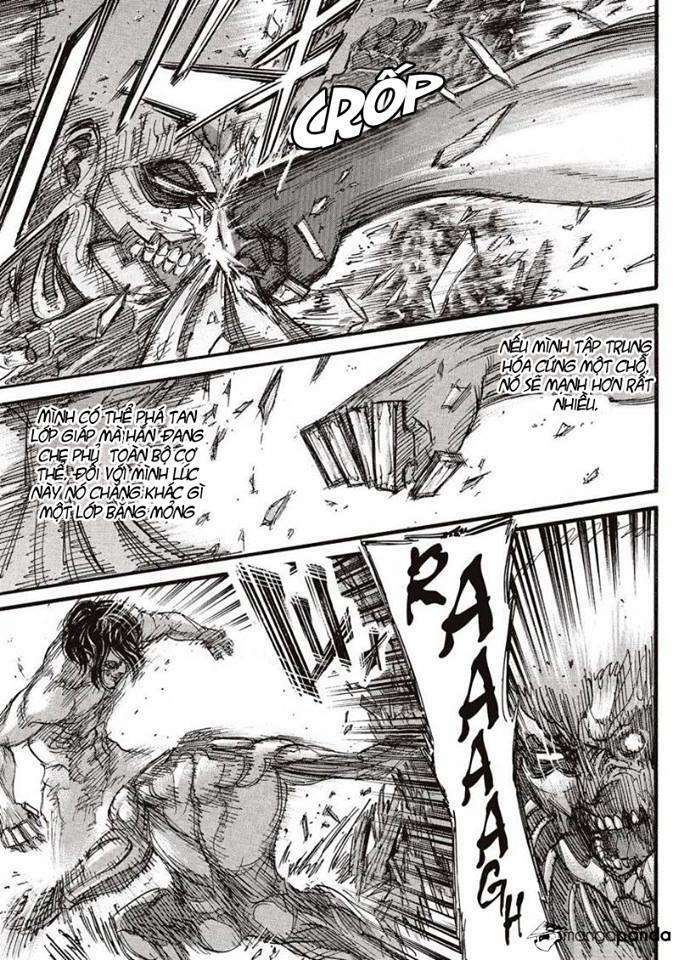 CRỐP
NẾU MÌNH TẬP TRUNG
HÓA CỨNG MỘT CHỖ,
NÓ SẼ MẠNH HƠN RẤT
NHIỀU.
MÌNH CÓ THỂ PHÁ TAN
LỚP GIÁP MÀ HẮN ĐANG
CHE PHỦ TOÀN BỘ CƠ
THỂ. ĐỐI VỚI MÌNH LÚC
NÀY NÓ CHẲNG KHÁC GÌ
MỘT LỚP BĂNG MỎNG
RAAAAAGH
mangapanda